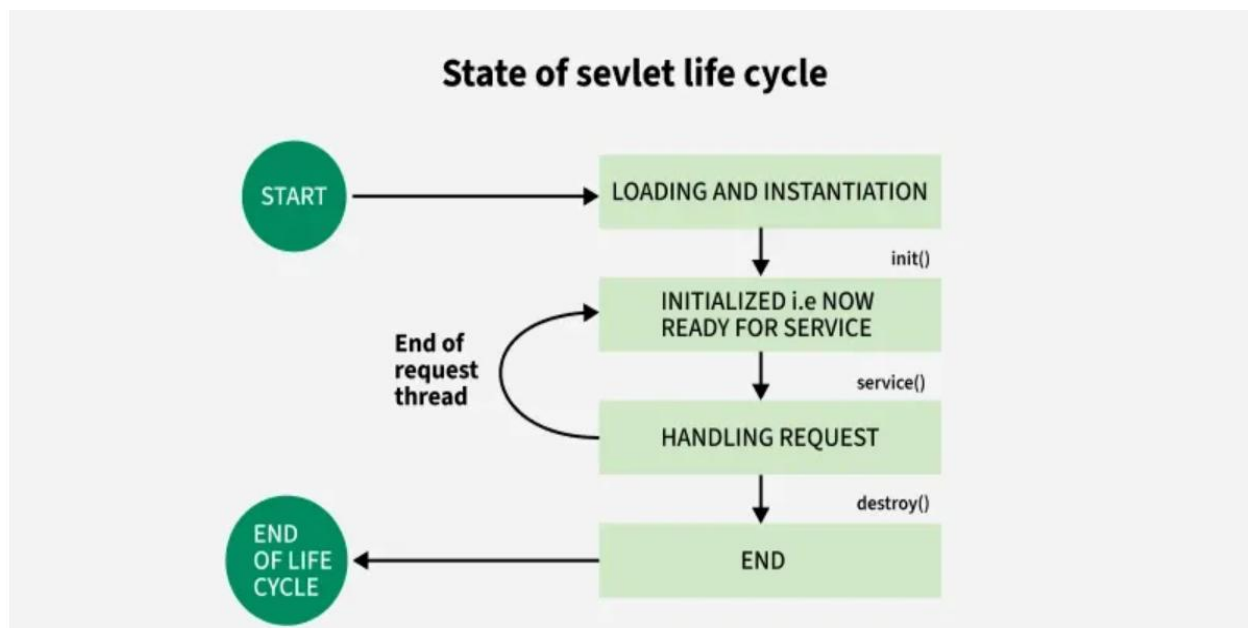 State of sevlet life cycle
START
LOADING AND INSTANTIATION
init()
INITIALIZED i.e NOW
READY FOR SERVICE
End of
request
thread
service()
HANDLING REQUEST
destroy()
END
OF LIFE
CYCLE
END